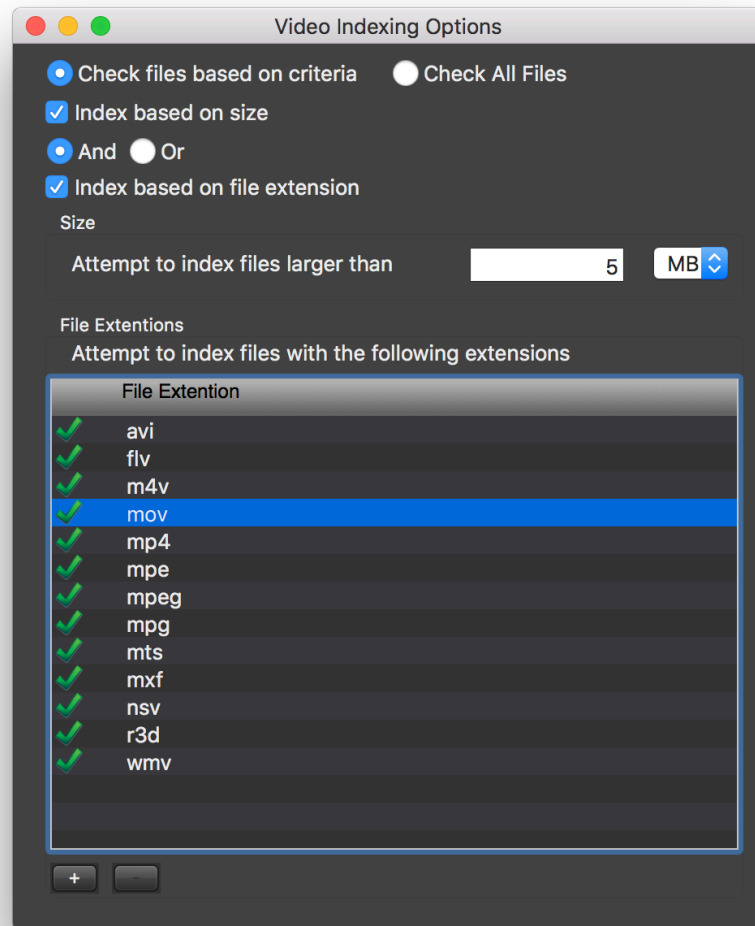 Video Indexing Options
Check files based on criteria Check All Files
Index based on size
And Or
Index based on file extension
Size
Attempt to index files larger than 5 MB
File Extentions
Attempt to index files with the following extensions
File Extention
avi
flv
m4v
mov
mp4
mpe
mpeg
mpg
mts
mxf
nsv
r3d
wmv
+ -